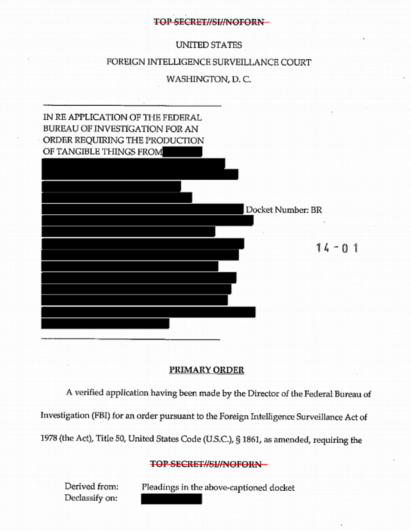 TOP SECRET//SI//NOFORN
UNITED STATES
FOREIGN INTELLIGENCE SURVEILLANCE COURT
WASHINGTON, D. C.
IN RE APPLICATION OF THE FEDERAL
BUREAU OF INVESTIGATION FOR AN
ORDER REQUIRING THE PRODUCTION
OF TANGIBLE THINGS FROM
Docket Number: BR
14-01
PRIMARY ORDER
A verified application having been made by the Director of the Federal Bureau of
Investigation (FBI) for an order pursuant to the Foreign Intelligence Surveillance Act of
1978 (the Act), Title 50, United States Code (U.S.C.), § 1861, as amended, requiring the
TOP SECRET//SI//NOFORN
Derived from: Pleadings in the above-captioned docket
Declassify on: